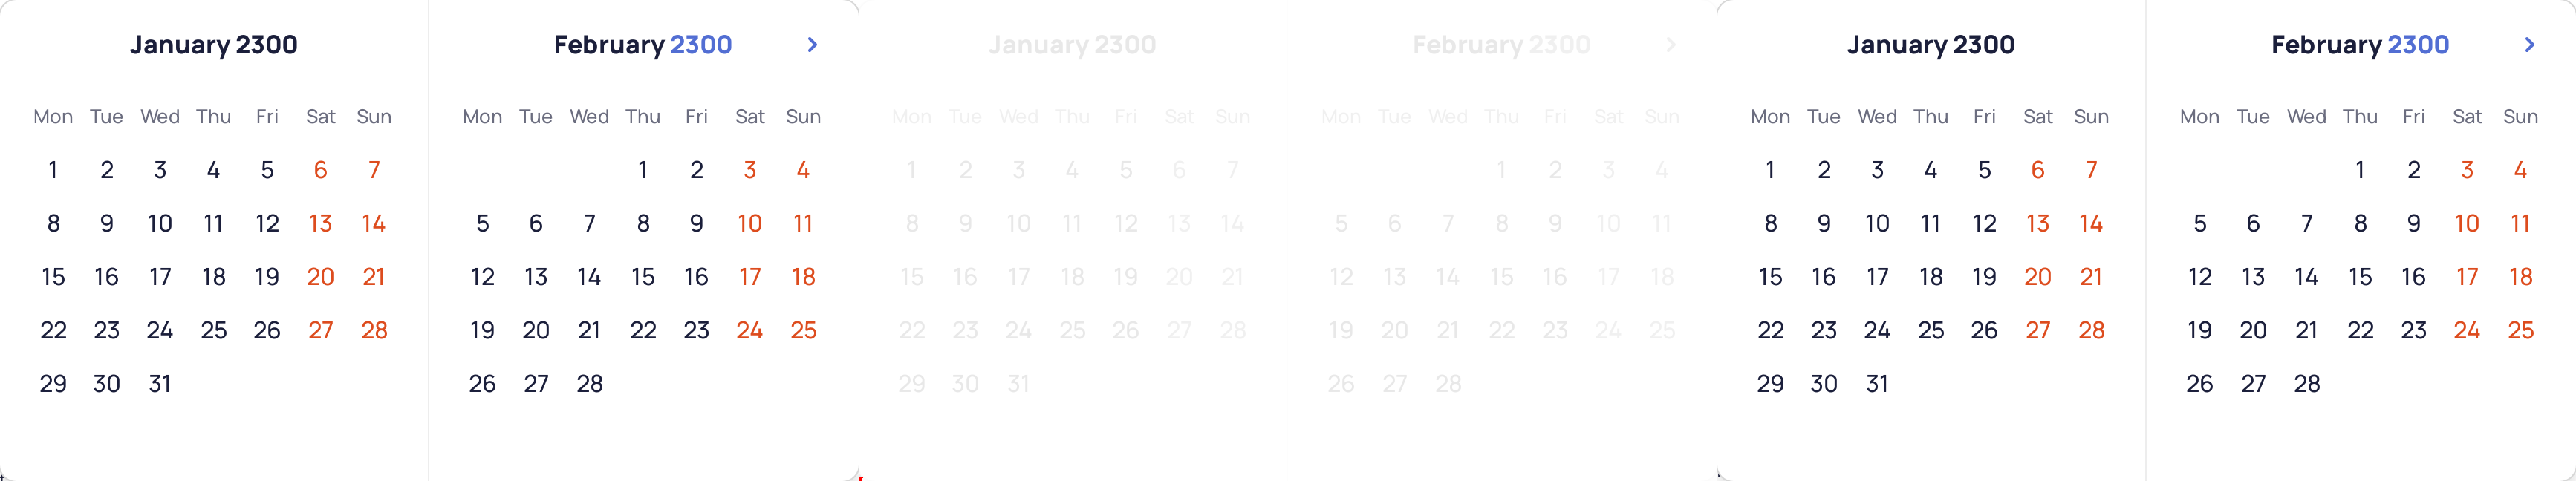 January 2300 February 2300 January 2300 February 2300 January 2300 February 2300
Mon Tue Wed Thu Fri Sat Sun Mon Tue Wed Thu Fri Sat Sun Mon Tue Wed Thu Fri Sat Sun Mon Tue Wed Thu Fri Sat Sun Mon Tue Wed Thu Fri Sat Sun Mon Tue Wed Thu Fri Sat Sun
1 2 3 4 5 6 7 1 2 3 4 1 2 3 4 5 6 7 1 2 3 4 1 2 3 4 5 6 7 1 2 3 4
8 9 10 11 12 13 14 5 6 7 8 9 10 11 8 9 10 11 12 13 14 5 6 7 8 9 10 11 8 9 10 11 12 13 14 5 6 7 8 9 10 11
15 16 17 18 19 20 21 12 13 14 15 16 17 18 15 16 17 18 19 20 21 12 13 14 15 16 17 18 15 16 17 18 19 20 21 12 13 14 15 16 17 18
22 23 24 25 26 27 28 19 20 21 22 23 24 25 22 23 24 25 26 27 28 19 20 21 22 23 24 25 22 23 24 25 26 27 28 19 20 21 22 23 24 25
29 30 31 26 27 28 29 30 31 26 27 28 29 30 31 26 27 28